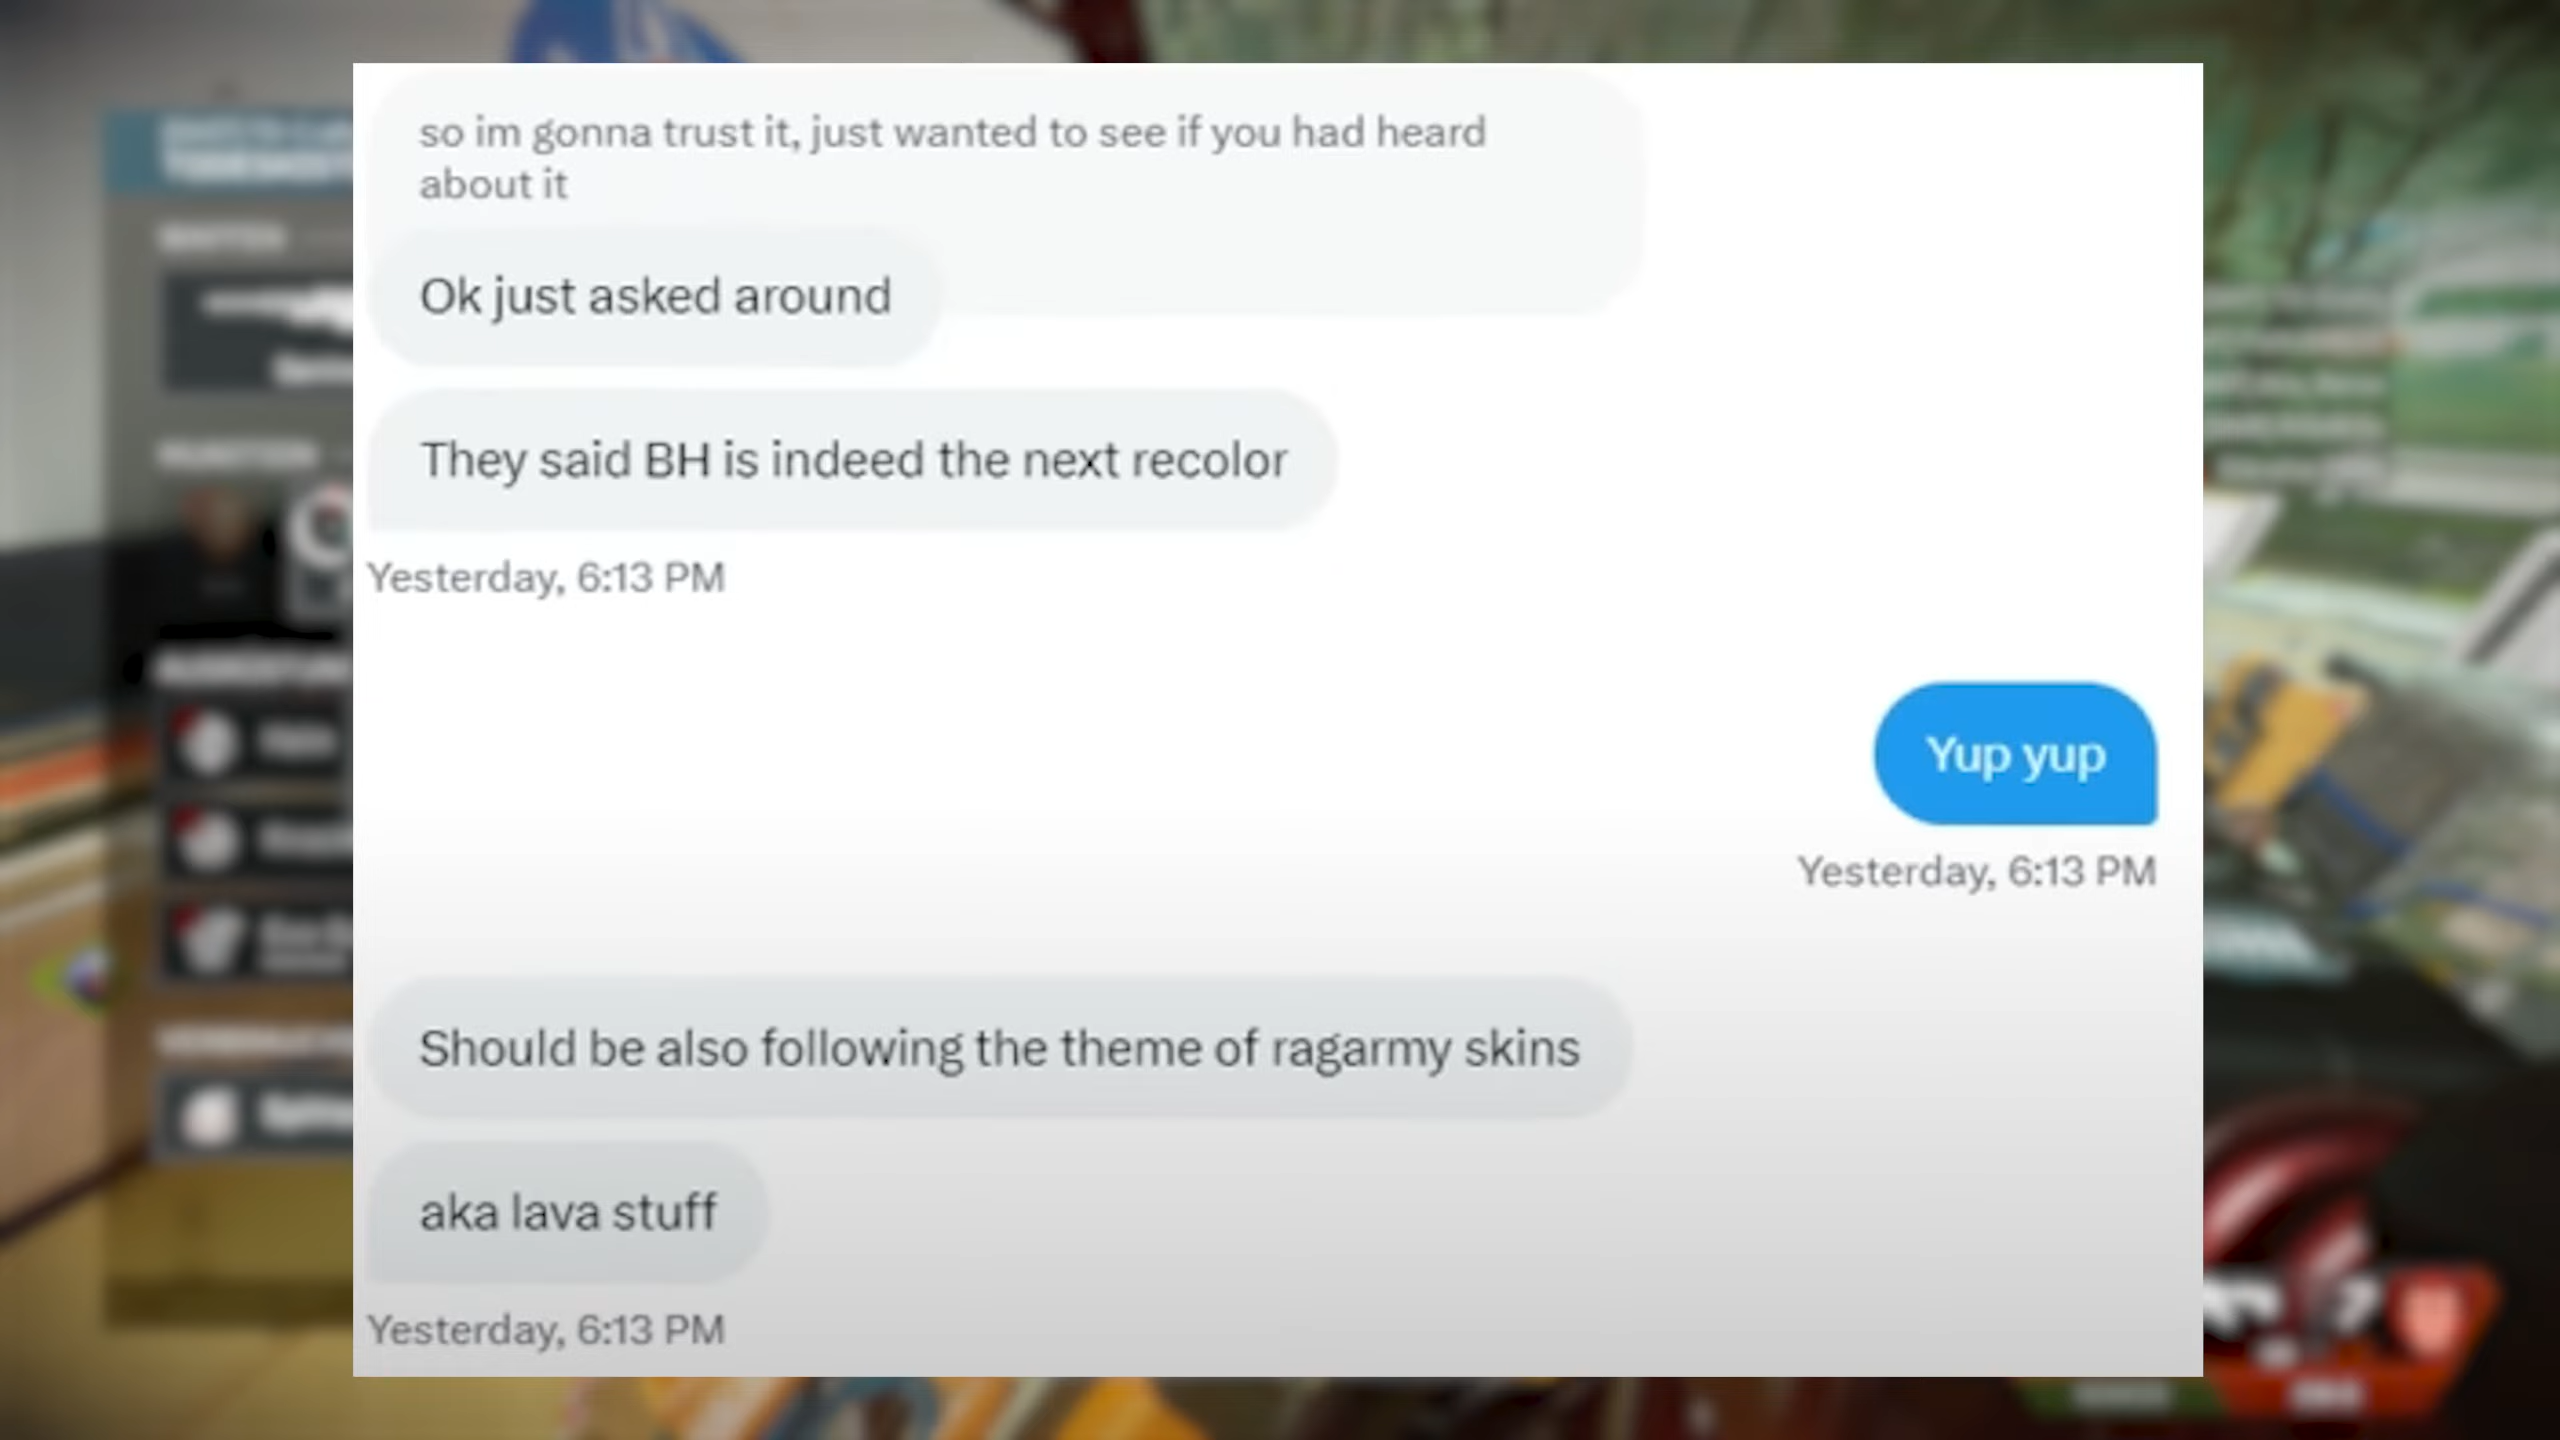 so im gonna trust it, just wanted to see if you had heard
about it
Ok just asked around
They said BH is indeed the next recolor
Yesterday, 6:13 PM
Yup yup
Yesterday, 6:13 PM
Should be also following the theme of ragarmy skins
aka lava stuff
Yesterday, 6:13 PM